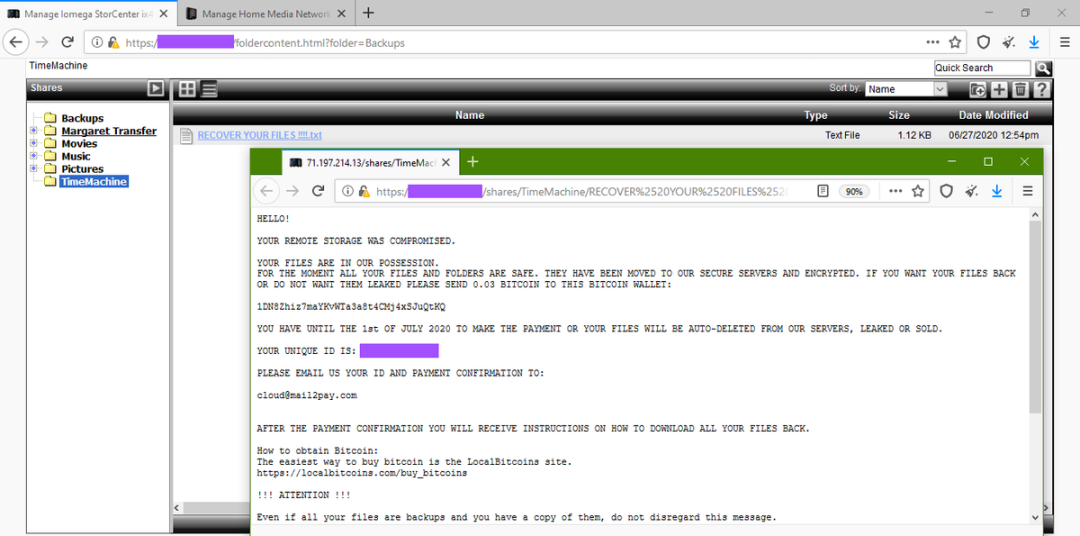 Manage Iomega StorCenter ix4
Manage Home Media Network
https:/ /foldercontent.html?folder=Backups
TimeMachine
Quick Search
Shares
Sort by: Name
Name Type Size Date Modified
Backups
Margaret Transfer
Movies
Music
Pictures
TimeMachine
RECOVER YOUR FILES !!!!.txt Text File 1.12 KB 06/27/2020 12:54pm
71.197.214.13/shares/TimeMac
https:/ /shares/TimeMachine/RECOVER%2520YOUR%2520FILES%252 90%
HELLO!
YOUR REMOTE STORAGE WAS COMPROMISED.
YOUR FILES ARE IN OUR POSSESSION.
FOR THE MOMENT ALL YOUR FILES AND FOLDERS ARE SAFE. THEY HAVE BEEN MOVED TO OUR SECURE SERVERS AND ENCRYPTED. IF YOU WANT YOUR FILES BACK
OR DO NOT WANT THEM LEAKED PLEASE SEND 0.03 BITCOIN TO THIS BITCOIN WALLET:
1DN8Zhiz7maYKvWTa3a8t4CMj4xSJuQtKQ
YOU HAVE UNTIL THE 1st OF JULY 2020 TO MAKE THE PAYMENT OR YOUR FILES WILL BE AUTO-DELETED FROM OUR SERVERS, LEAKED OR SOLD.
YOUR UNIQUE ID IS:
PLEASE EMAIL US YOUR ID AND PAYMENT CONFIRMATION TO:
cloud@mail2pay.com
AFTER THE PAYMENT CONFIRMATION YOU WILL RECEIVE INSTRUCTIONS ON HOW TO DOWNLOAD ALL YOUR FILES BACK.
How to obtain Bitcoin:
The easiest way to buy bitcoin is the LocalBitcoins site.
https://localbitcoins.com/buy_bitcoins
!!! ATTENTION !!!
Even if all your files are backups and you have a copy of them, do not disregard this message.